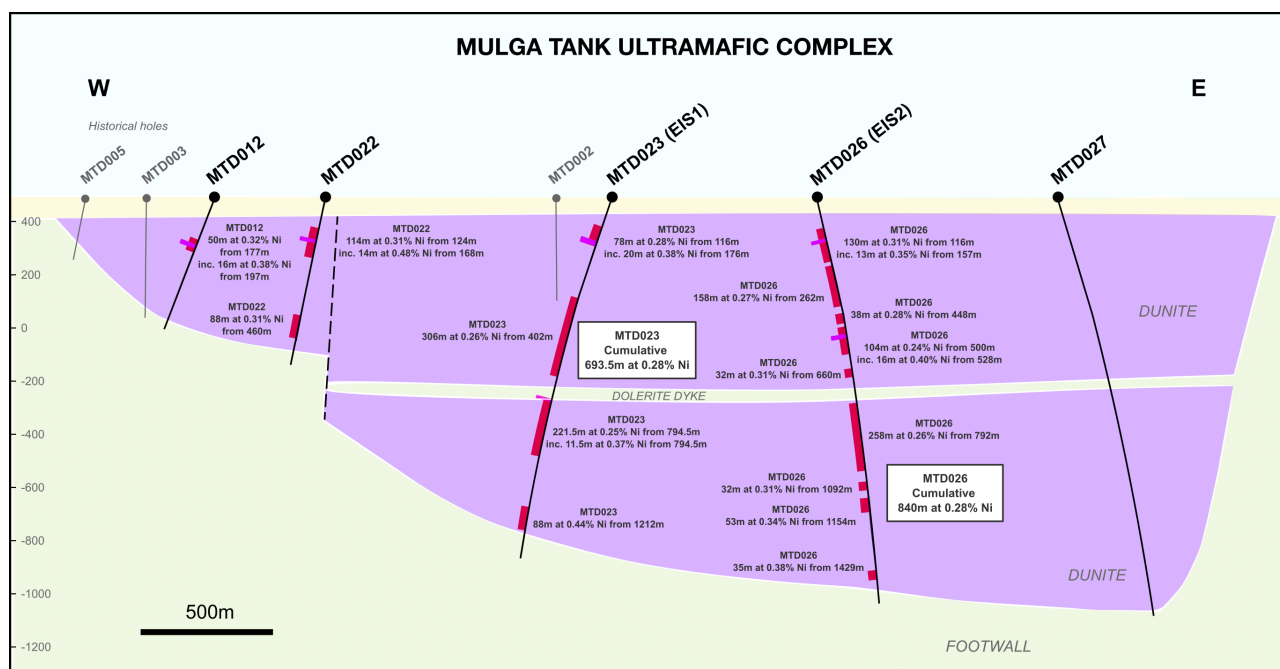 MULGA TANK ULTRAMAFIC COMPLEX
W
E
Historical holes
MTD005
MTD003
MTD012
MTD022
MTD002
MTD023 (EIS1)
MTD026 (EIS2)
MTD027
400
200
0
-200
-400
-600
-800
-1000
-1200
MTD012
50m at 0.32% Ni
from 177m
inc. 16m at 0.38% Ni
from 197m
MTD022
88m at 0.31% Ni
from 460m
MTD022
114m at 0.31% Ni from 124m
inc. 14m at 0.48% Ni from 168m
MTD023
78m at 0.28% Ni from 116m
inc. 20m at 0.38% Ni from 176m
MTD023
306m at 0.26% Ni from 402m
MTD023
Cumulative
693.5m at 0.28% Ni
MTD023
221.5m at 0.25% Ni from 794.5m
inc. 11.5m at 0.37% Ni from 794.5m
MTD023
88m at 0.44% Ni from 1212m
MTD026
130m at 0.31% Ni from 116m
inc. 13m at 0.35% Ni from 157m
MTD026
158m at 0.27% Ni from 262m
MTD026
38m at 0.28% Ni from 448m
MTD026
104m at 0.24% Ni from 500m
inc. 16m at 0.40% Ni from 528m
MTD026
32m at 0.31% Ni from 660m
MTD026
258m at 0.26% Ni from 792m
MTD026
Cumulative
840m at 0.28% Ni
MTD026
32m at 0.31% Ni from 1092m
MTD026
53m at 0.34% Ni from 1154m
MTD026
35m at 0.38% Ni from 1429m
DUNITE
DOLERITE DYKE
DUNITE
FOOTWALL
500m